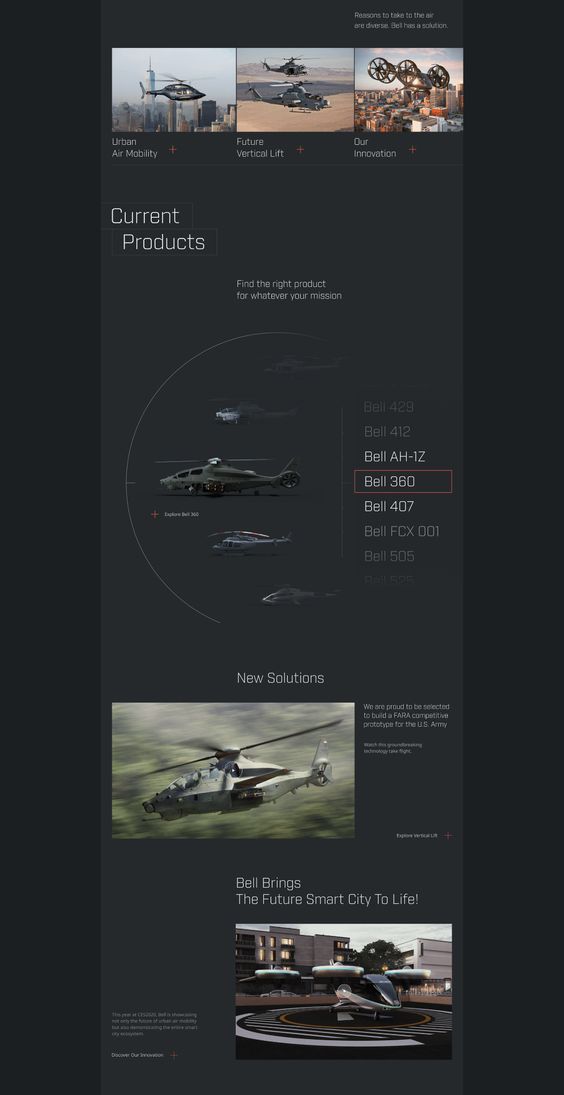 Reasons to take to the air
are diverse. Bell has a solution.
Urban
Air Mobility
Future
Vertical Lift
Our
Innovation
Current
Products
Find the right product
for whatever your mission
Bell 429
Bell 412
Bell AH-1Z
Bell 360
Bell 407
Bell FCX 001
Bell 505
Bell 525
Explore Bell 360
New Solutions
We are proud to be selected
to build a FARA competitive
prototype for the U.S. Army
Watch this groundbreaking
technology take flight.
Explore Vertical Lift
Bell Brings
The Future Smart City To Life!
This year at CES2020, Bell is showcasing
not only the future of urban air mobility
but also demonstrating the entire smart
city ecosystem.
Discover Our Innovation